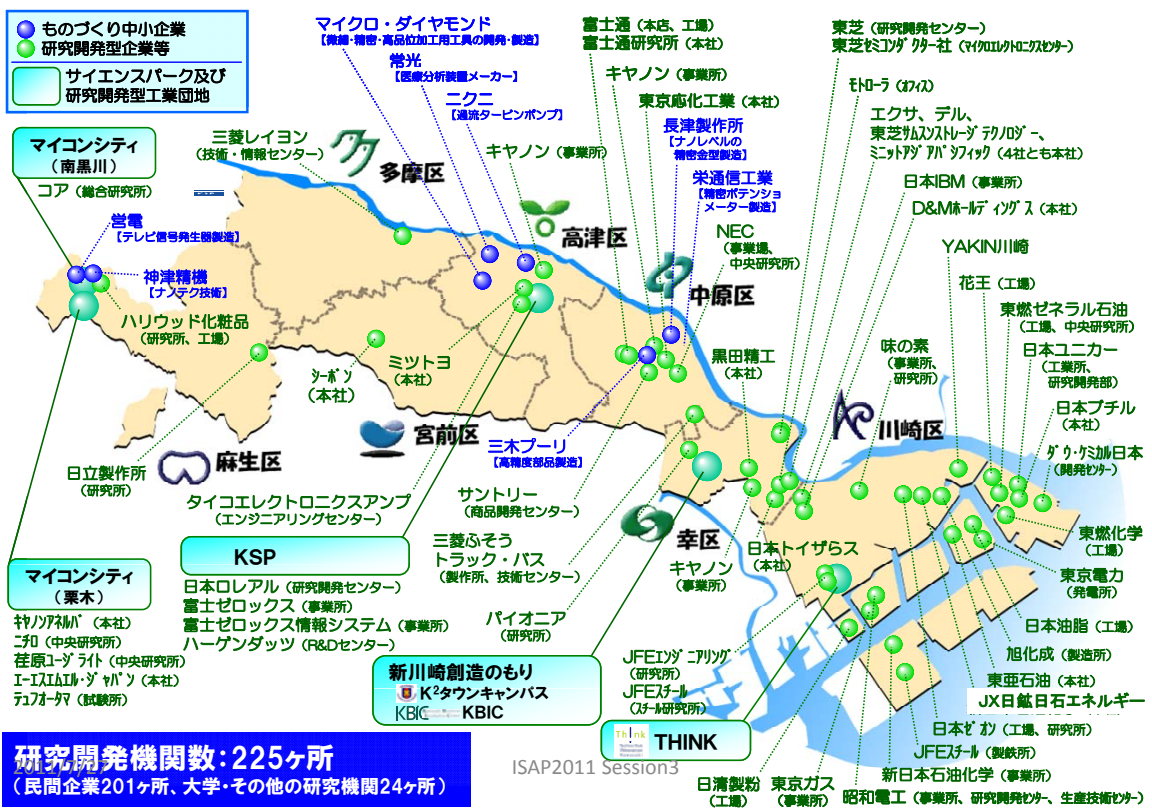 ものづくり中小企業
研究開発型企業等
サイエンスパーク及び
研究開発型工業団地
マイクロ・ダイヤモンド
【微細・精密・高品位加工用工具の開発・製造】
常光
【医療分析装置メーカー】
ニクニ
【過流タービンポンプ】
富士通（本店、工場）
富士通研究所（本社）
キヤノン（事業所）
東京応化工業（本社）
長津製作所
【ナノレベルの
精密金型製造】
栄通信工業
【精密ポテンショ
メーター製造】
NEC
（事業場、
中央研究所）
東芝（研究開発センター）
東芝セミコンダクター社（マイクロエレクトロニクスセンター）
モトローラ（オフィス）
エクサ、デル、
東芝サムスンストレージテクノロジー、
ミニットアジアパシフィック（4社とも本社）
日本IBM（事業所）
D&Mホールディングス（本社）
YAKIN川崎
花王（工場）
東燃ゼネラル石油
（工場、中央研究所）
日本ユニカー
（工業所、
研究開発部）
日本ブチル
（本社）
ダウ・ケミカル日本
（開発センター）
東燃化学
（工場）
東京電力
（発電所）
日本油脂（工場）
旭化成（製造所）
東亜石油（本社）
JX日鉱日石エネルギー
日本ゼオン（工場、研究所）
JFEスチール（製鉄所）
新日本石油化学（事業所）
昭和電工（事業所、研究開発センター、生産技術センター）
東京ガス
（事業所）
日清製粉
（工場）
マイコンシティ
（南黒川）
コア（総合研究所）
営電
【テレビ信号発生器製造】
神津精機
【ナノテク技術】
ハリウッド化粧品
（研究所、工場）
三菱レイヨン
（技術・情報センター）
多摩区
キヤノン（事業所）
高津区
中原区
宮前区
麻生区
川崎区
幸区
ミツトヨ
（本社）
シーボン
（本社）
日立製作所
（研究所）
タイコエレクトロニクスアンプ
（エンジニアリングセンター）
三木プーリ
【高精度部品製造】
サントリー
（商品開発センター）
三菱ふそう
トラック・バス
（製作所、技術センター）
パイオニア
（研究所）
黒田精工
（本社）
味の素
（事業所、
研究所）
キヤノン
（事業所）
日本トイザらス
（本社）
JFEエンジニアリング
（研究所）
JFEスチール
（スチール研究所）
マイコンシティ
（栗木）
キヤノンアネルバ（本社）
ニチロ（中央研究所）
荏原ユージライト（中央研究所）
エーエスエムエル・ジャパン（本社）
テュフオータマ（試験所）
KSP
日本ロレアル（研究開発センター）
富士ゼロックス（事業所）
富士ゼロックス情報システム（事業所）
ハーゲンダッツ（R&Dセンター）
新川崎創造のもり
K²タウンキャンパス
KBIC KBIC
Think
THINK
研究開発機関数：225ヶ所
（民間企業201ヶ所、大学・その他の研究機関24ヶ所）
2011/7/27
ISAP2011 Session3